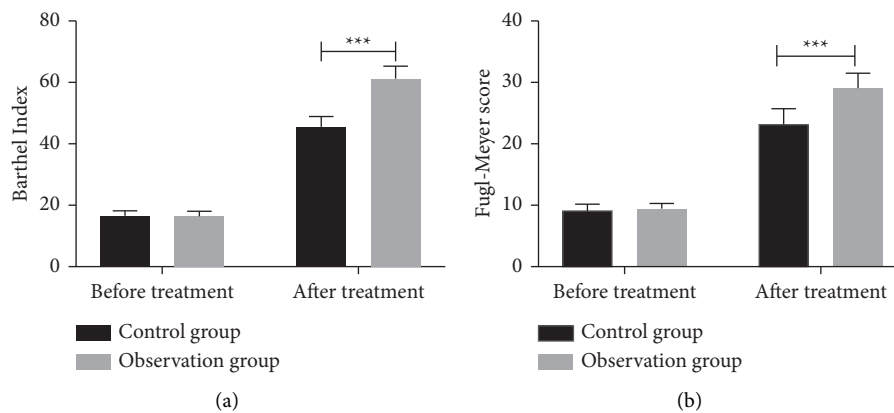 80
60
40
20
0
Barthel Index
***
Before treatment
After treatment
Control group
Observation group
(a)
40
30
20
10
0
Fugl-Meyer score
***
Before treatment
After treatment
Control group
Observation group
(b)